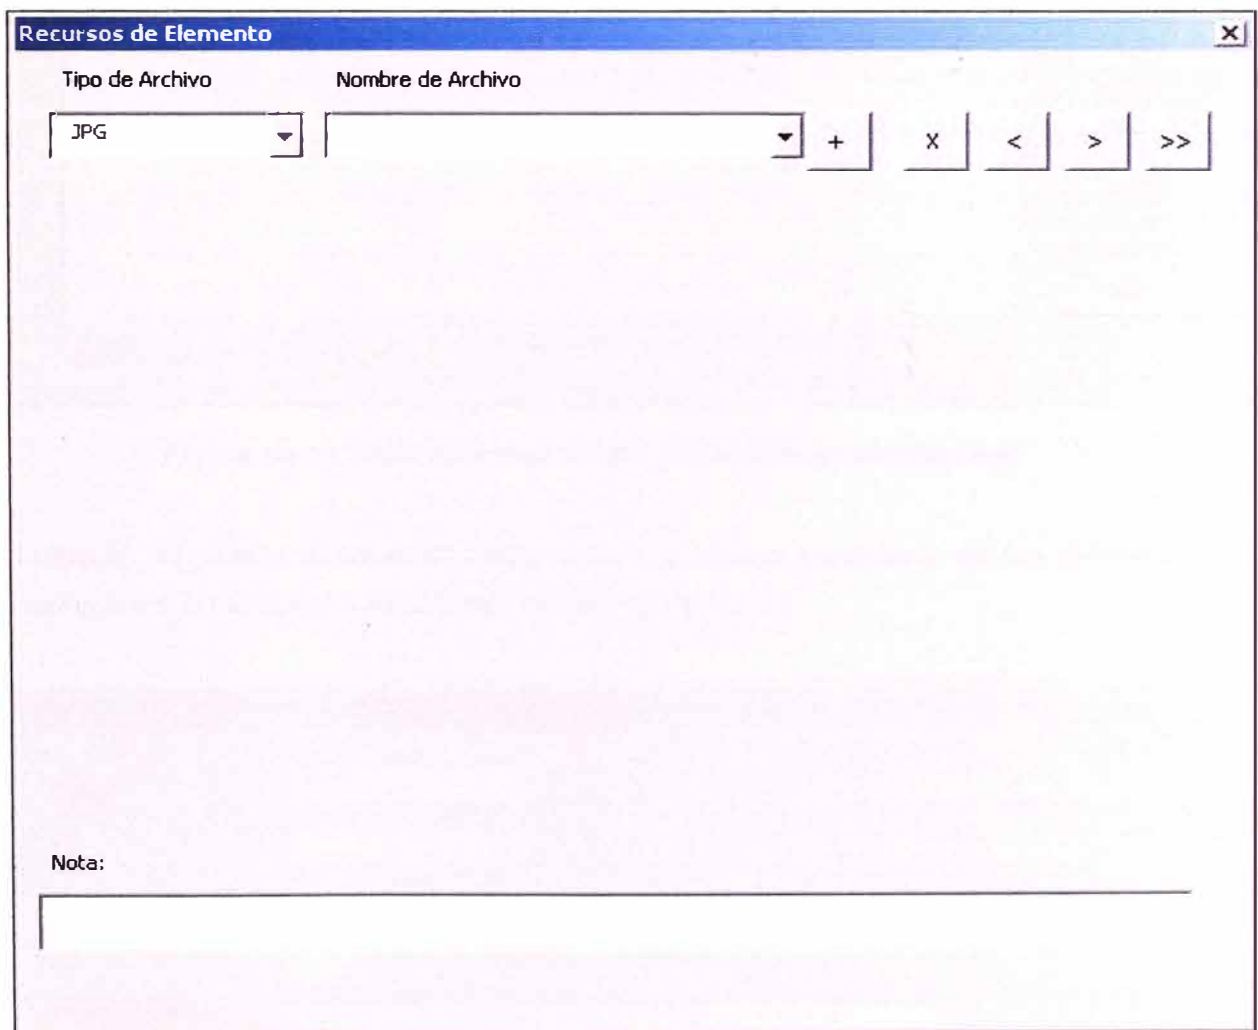 Recursos de Elemento X
Tipo de Archivo Nombre de Archivo
JPG + X < > >>
Nota: